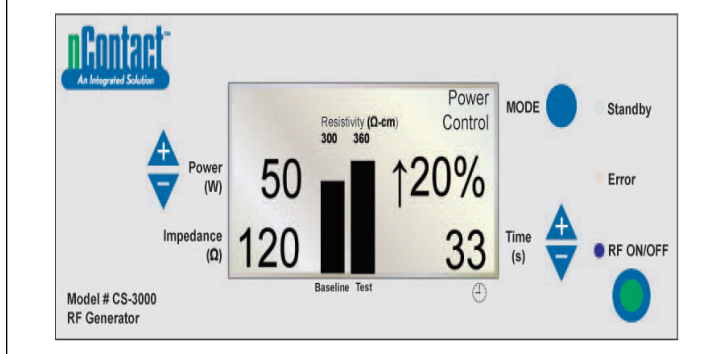 nContact™
An Integrated Solution
Power
Control
MODE
Standby
Resistivity (Ω-cm)
300 360
Power
(W)
50
↑20%
Error
Impedance
(Ω)
120
33
Time
(s)
RF ON/OFF
Baseline Test
Model # CS-3000
RF Generator